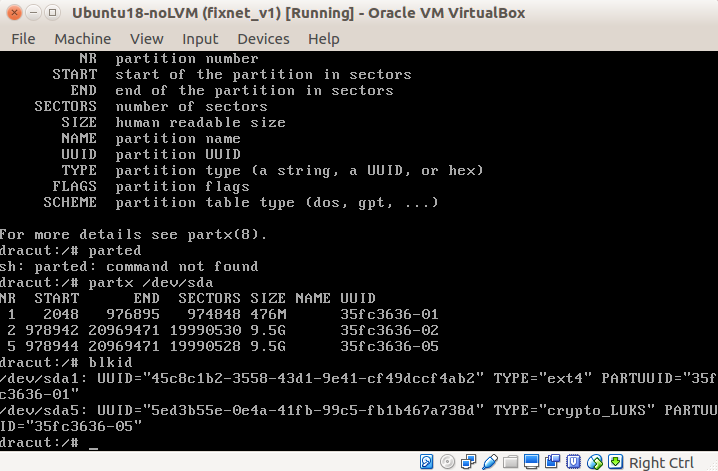 Ubuntu18-noLVM (fixnet_v1) [Running] - Oracle VM VirtualBox
File Machine View Input Devices Help
NR partition number
START start of the partition in sectors
END end of the partition in sectors
SECTORS number of sectors
SIZE human readable size
NAME partition name
UUID partition UUID
TYPE partition type (a string, a UUID, or hex)
FLAGS partition flags
SCHEME partition table type (dos, gpt, ...)
For more details see partx(8).
dracut:/# parted
sh: parted: command not found
dracut:/# partx /dev/sda
NR START END SECTORS SIZE NAME UUID
1 2048 976895 974848 476M 35fc3636-01
2 978942 20969471 19990530 9.5G 35fc3636-02
5 978944 20969471 19990528 9.5G 35fc3636-05
dracut:/# blkid
/dev/sda1: UUID="45c8c1b2-3558-43d1-9e41-cf49dccf4ab2" TYPE="ext4" PARTUUID="35f
c3636-01"
/dev/sda5: UUID="5ed3b55e-0e4a-41fb-99c5-fb1b467a738d" TYPE="crypto_LUKS" PARTUU
ID="35fc3636-05"
dracut:/# _
Right Ctrl